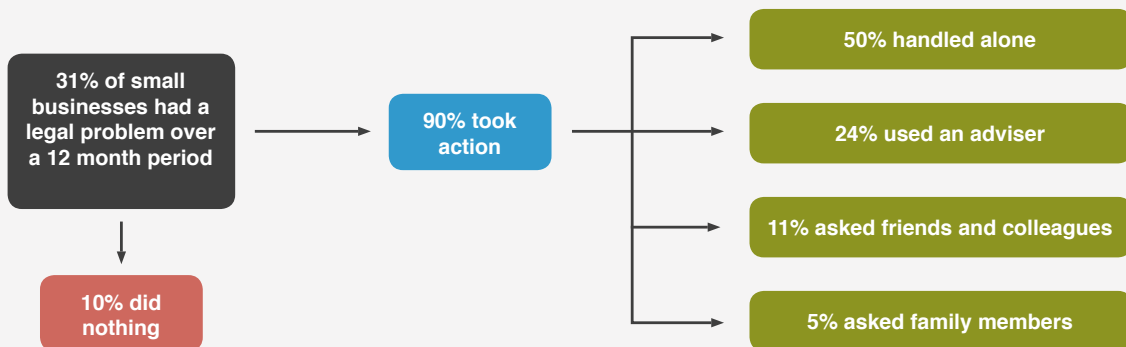 31% of small
businesses had a
legal problem over
a 12 month period
10% did
nothing
90% took
action
50% handled alone
24% used an adviser
11% asked friends and colleagues
5% asked family members